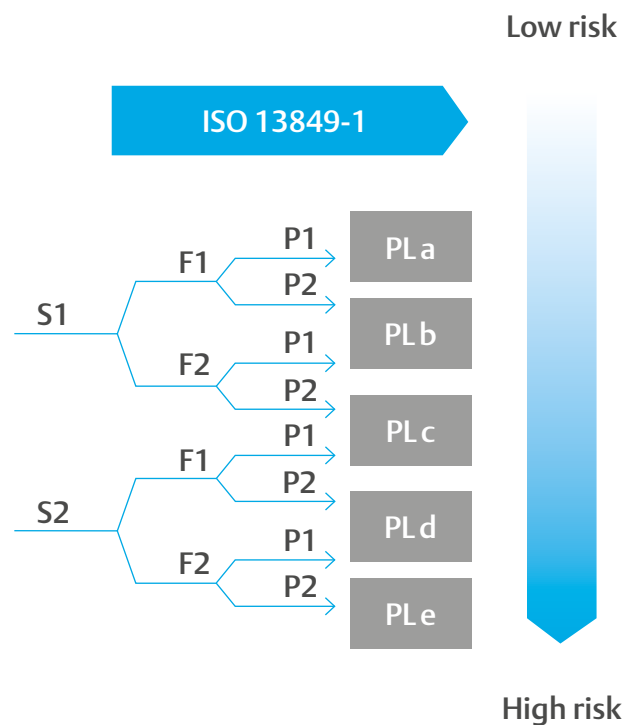 Low risk
ISO 13849-1
P1
PL a
F1
P2
S1
PL b
P1
F2
P2
PL c
P1
F1
P2
S2
PL d
P1
F2
P2
PL e
High risk